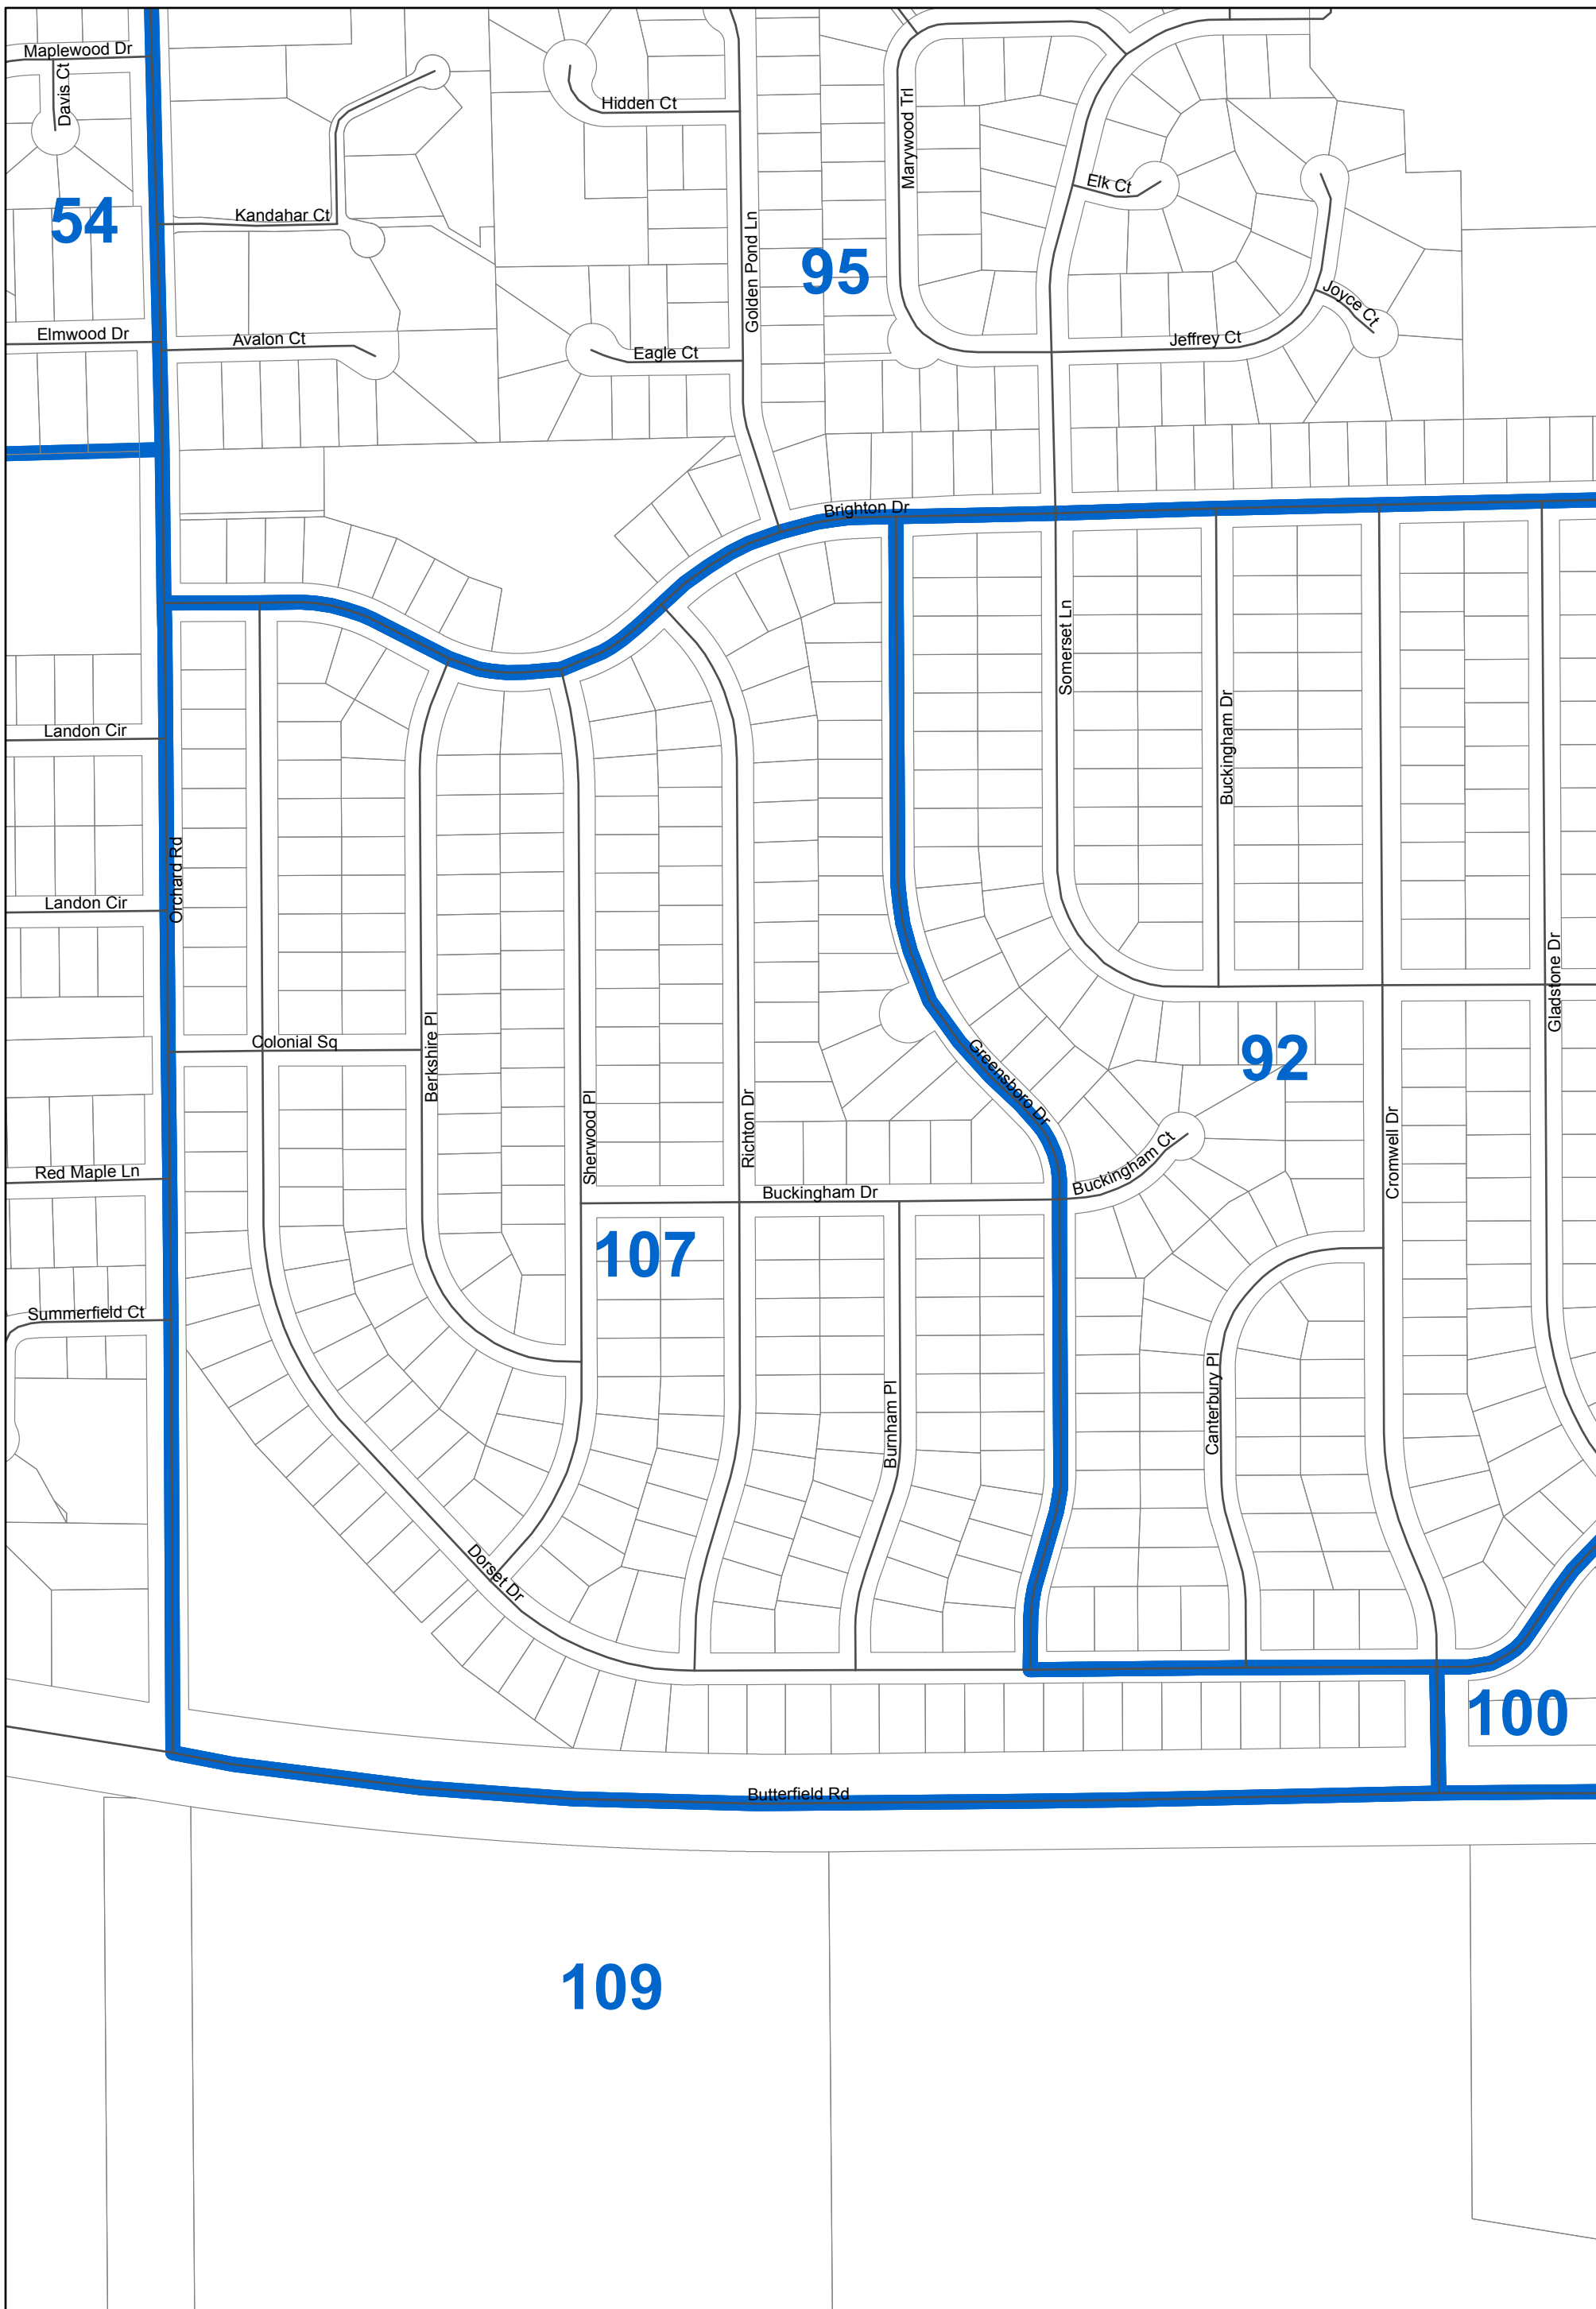 Maplewood Dr
Davis Ct
Hidden Ct
Marywood Trl
Elk Ct
54
Kandahar Ct
Golden Pond Ln
95
Joyce Ct
Elmwood Dr
Avalon Ct
Eagle Ct
Jeffrey Ct
Brighton Dr
Somerset Ln
Buckingham Dr
Landon Cir
Orchard Rd
Landon Cir
Gladstone Dr
Colonial Sq
Berkshire Pl
Greensboro Dr
92
Sherwood Pl
Richton Dr
Cromwell Dr
Red Maple Ln
Buckingham Dr
Buckingham Ct
107
Summerfield Ct
Burnham Pl
Canterbury Pl
Dorset Dr
100
Butterfield Rd
109